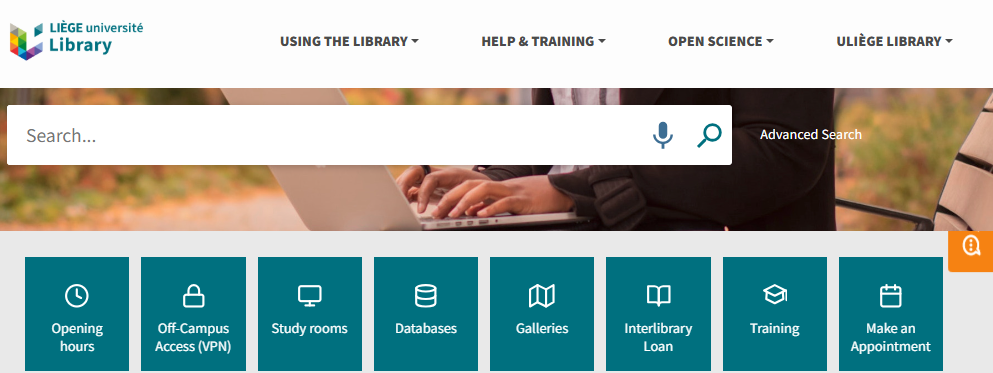 LIÈGE université
Library
USING THE LIBRARY
HELP & TRAINING
OPEN SCIENCE
ULIÈGE LIBRARY
Search...
Advanced Search
Opening
hours
Off-Campus
Access (VPN)
Study rooms
Databases
Galleries
Interlibrary
Loan
Training
Make an
Appointment